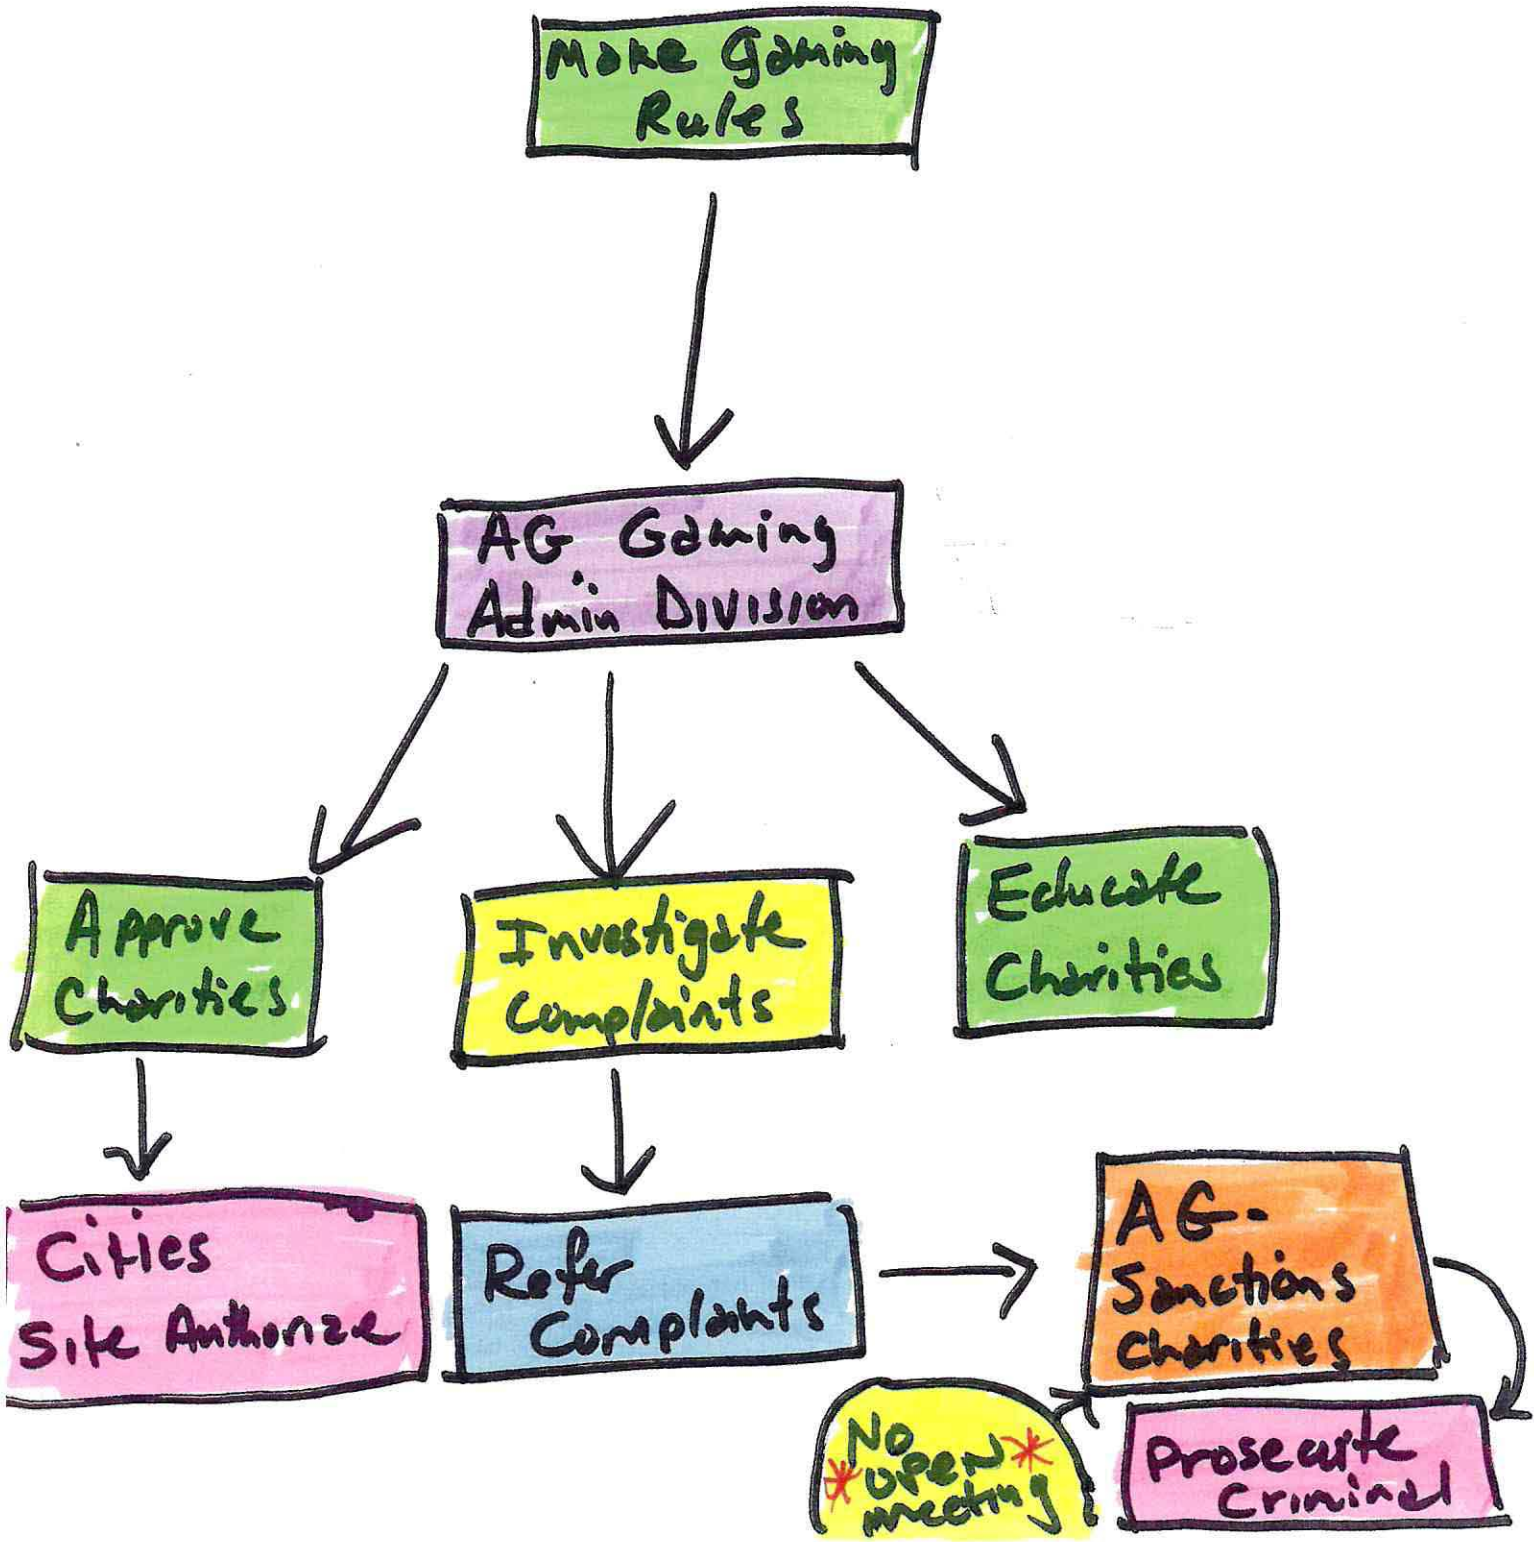 Make Gaming
Rules
AG Gaming
Admin Division
Approve
Charities
Investigate
Complaints
Educate
Charities
Cities
Site Authorize
Refer
Complaints
AG.
Sanctions
Charities
No
*OPEN*
meeting
Prosecute
Criminal